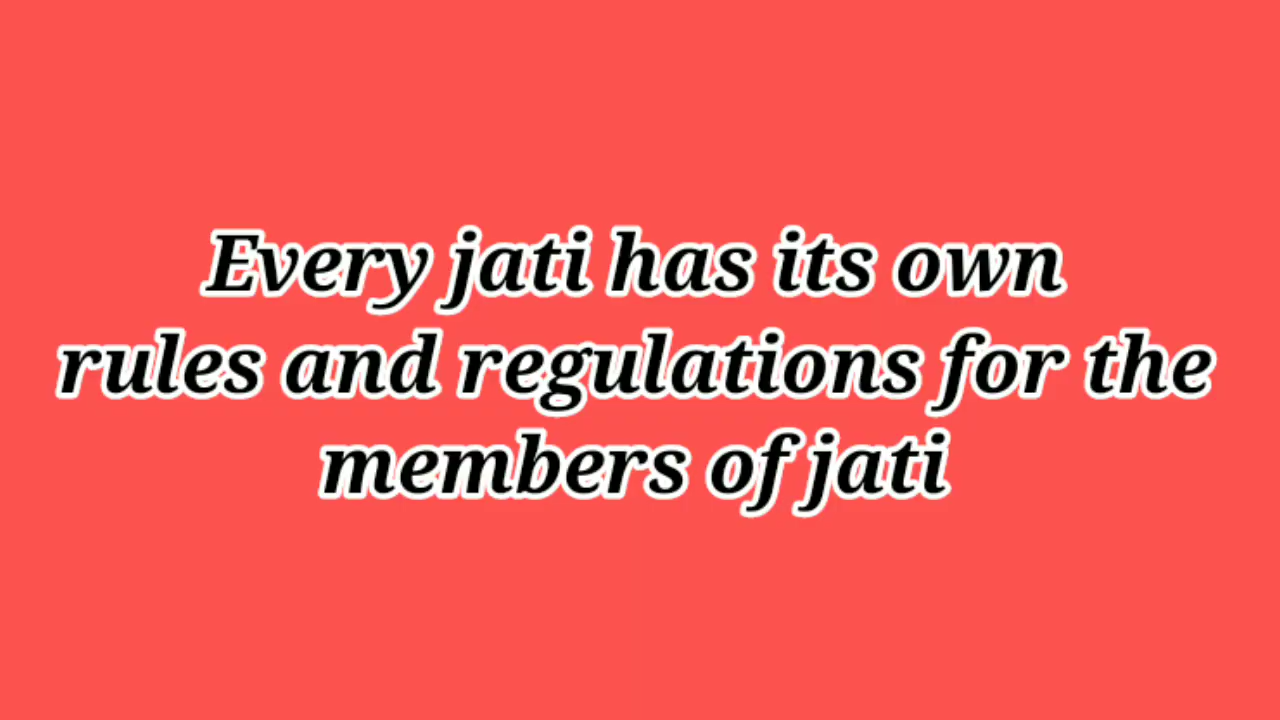 Every jati has its own
rules and regulations for the
members of jati